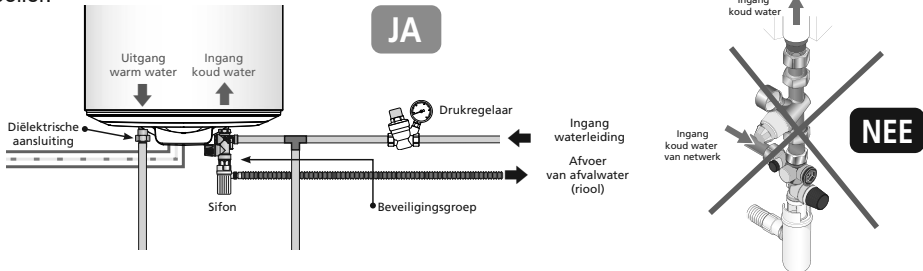 JA
Uitgang
warm water
Ingang
koud water
Diëlektrische
aansluiting
Drukregelaar
Ingang
waterleiding
Afvoer
van afvalwater
(riool)
Sifon
Beveiligingsgroep
Ingang
koud water
Ingang
koud water
van netwerk
NEE